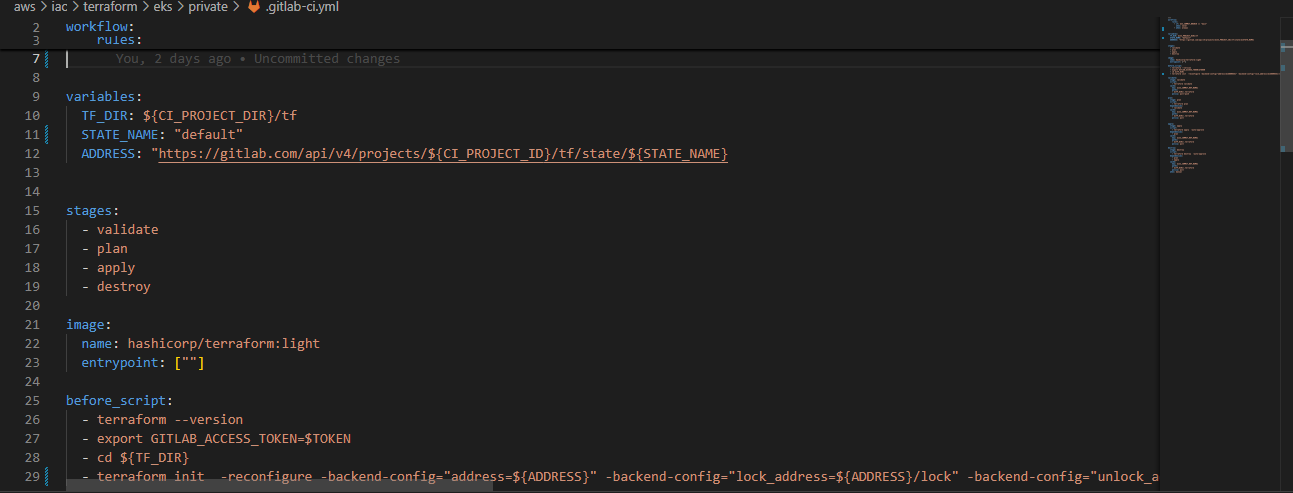 aws > iac > terraform > eks > private > .gitlab-ci.yml
2 workflow:
3 rules:
7 You, 2 days ago • Uncommitted changes
8
9 variables:
10 TF_DIR: ${CI_PROJECT_DIR}/tf
11 STATE_NAME: "default"
12 ADDRESS: "https://gitlab.com/api/v4/projects/${CI_PROJECT_ID}/tf/state/${STATE_NAME}
13
14
15 stages:
16 - validate
17 - plan
18 - apply
19 - destroy
20
21 image:
22 name: hashicorp/terraform:light
23 entrypoint: [""]
24
25 before_script:
26 - terraform --version
27 - export GITLAB_ACCESS_TOKEN=$TOKEN
28 - cd ${TF_DIR}
29 - terraform init  -reconfigure -backend-config="address=${ADDRESS}" -backend-config="lock_address=${ADDRESS}/lock" -backend-config="unlock_a